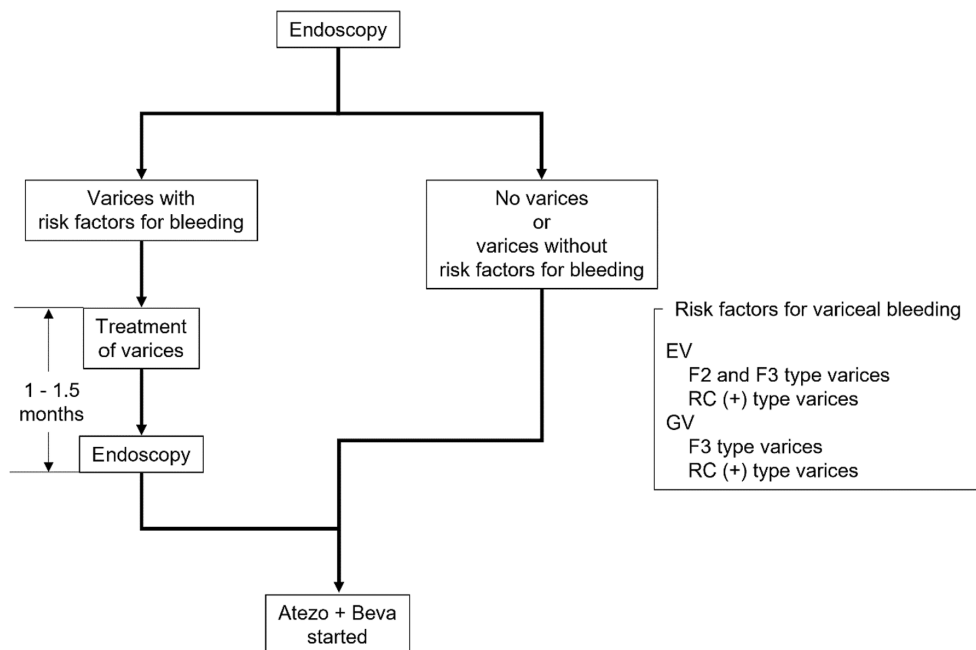 Endoscopy
Varices with
risk factors for bleeding
No varices
or
varices without
risk factors for bleeding
Treatment
of varices
1 - 1.5
months
Endoscopy
Atezo + Beva
started
Risk factors for variceal bleeding
EV
F2 and F3 type varices
RC (+) type varices
GV
F3 type varices
RC (+) type varices